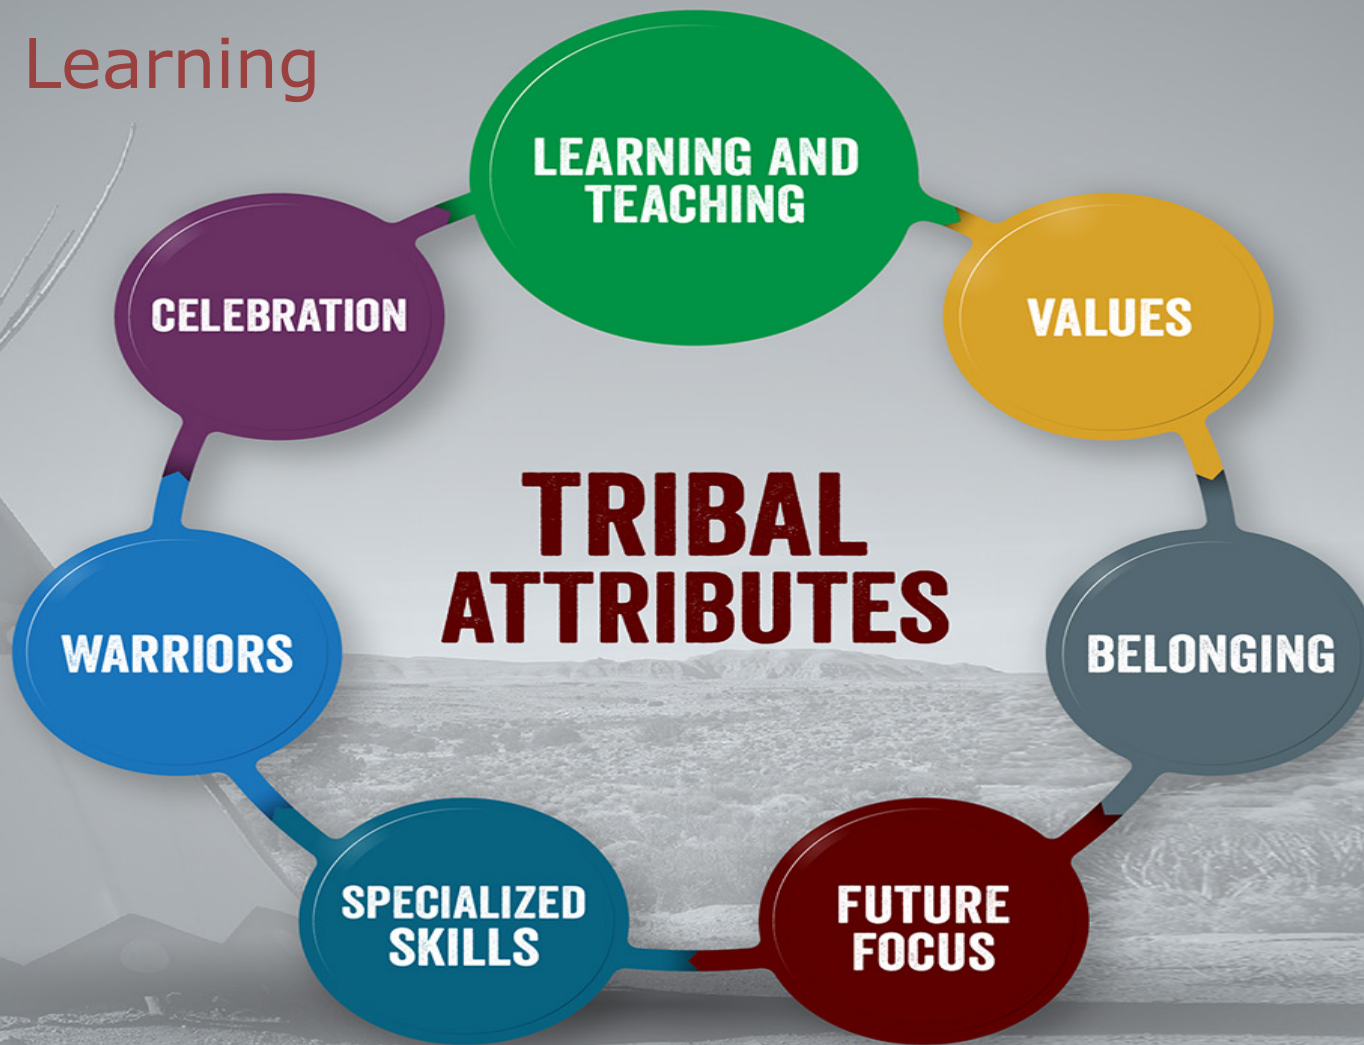 Learning
LEARNING AND
TEACHING
CELEBRATION
VALUES
TRIBAL
ATTRIBUTES
WARRIORS
BELONGING
SPECIALIZED
SKILLS
FUTURE
FOCUS